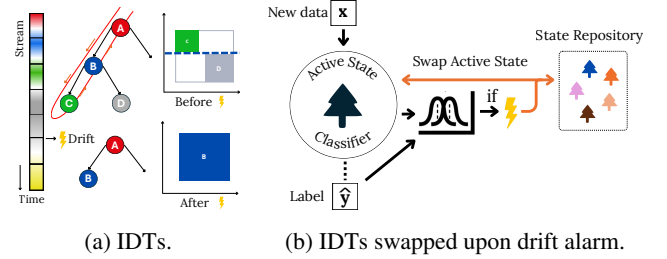 Stream
A
B
C
D
Drift
Time
A
B
C
D
Before
B
After
New data x
Active State
Classifier
Label ŷ
Swap Active State
if
State Repository
(a) IDTs.
(b) IDTs swapped upon drift alarm.